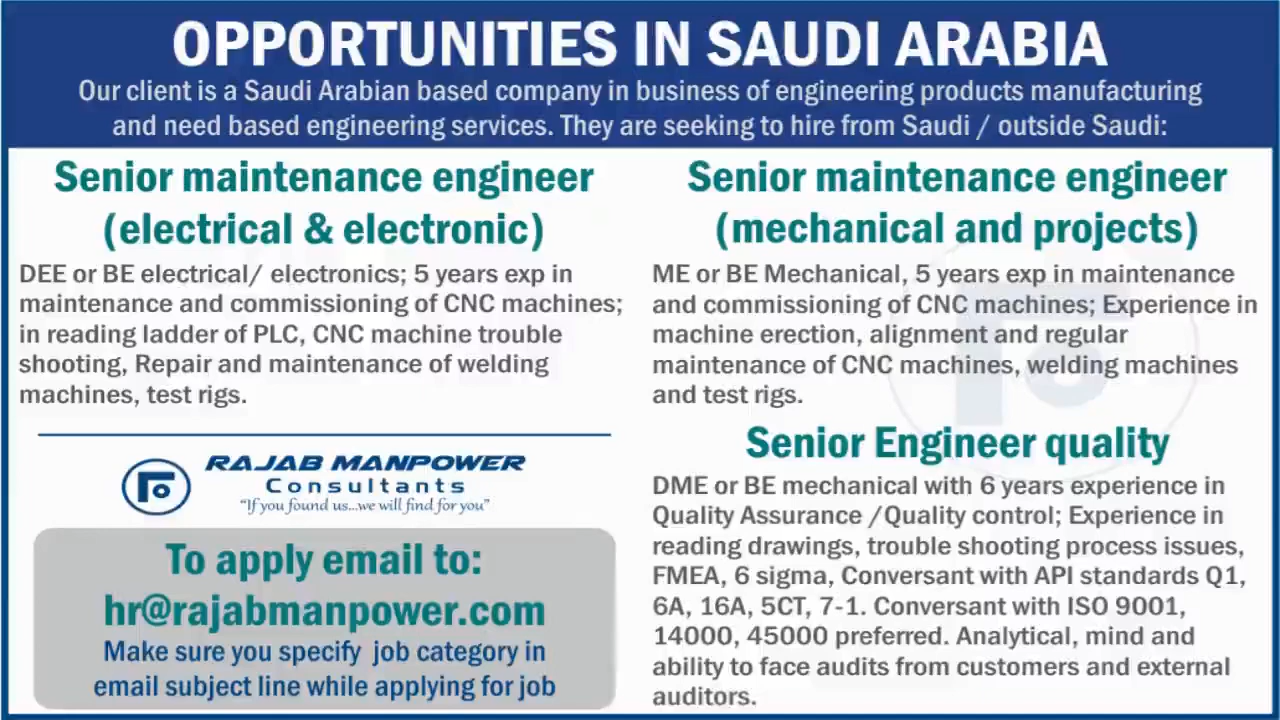 OPPORTUNITIES IN SAUDI ARABIA
Our client is a Saudi Arabian based company in business of engineering products manufacturing
and need based engineering services. They are seeking to hire from Saudi / outside Saudi:
Senior maintenance engineer
(electrical & electronic)
DEE or BE electrical/ electronics; 5 years exp in
maintenance and commissioning of CNC machines;
in reading ladder of PLC, CNC machine trouble
shooting, Repair and maintenance of welding
machines, test rigs.
RAJAB MANPOWER
Consultants
“If you found us...we will find for you”
To apply email to:
hr@rajabmanpower.com
Make sure you specify job category in
email subject line while applying for job
Senior maintenance engineer
(mechanical and projects)
ME or BE Mechanical, 5 years exp in maintenance
and commissioning of CNC machines; Experience in
machine erection, alignment and regular
maintenance of CNC machines, welding machines
and test rigs.
Senior Engineer quality
DME or BE mechanical with 6 years experience in
Quality Assurance /Quality control; Experience in
reading drawings, trouble shooting process issues,
FMEA, 6 sigma, Conversant with API standards Q1,
6A, 16A, 5CT, 7-1. Conversant with ISO 9001,
14000, 45000 preferred. Analytical, mind and
ability to face audits from customers and external
auditors.